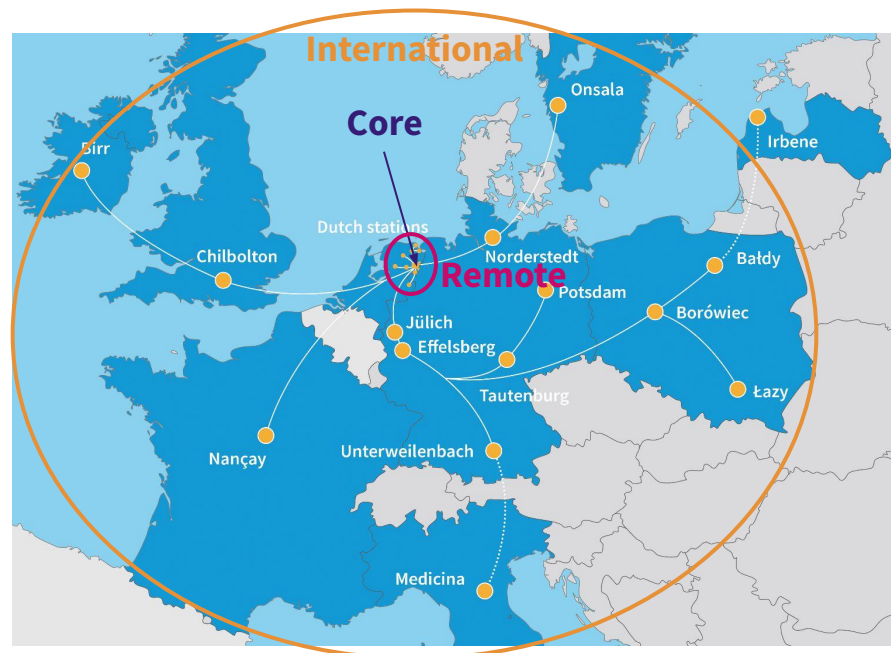 International
Onsala
Core
Irbene
Birr
Dutch stations
Chilbolton
Norderstedt
Bałdy
Remote
Potsdam
Borówiec
Jülich
Effelsberg
Tautenburg
Łazy
Nançay
Unterweilenbach
Medicina